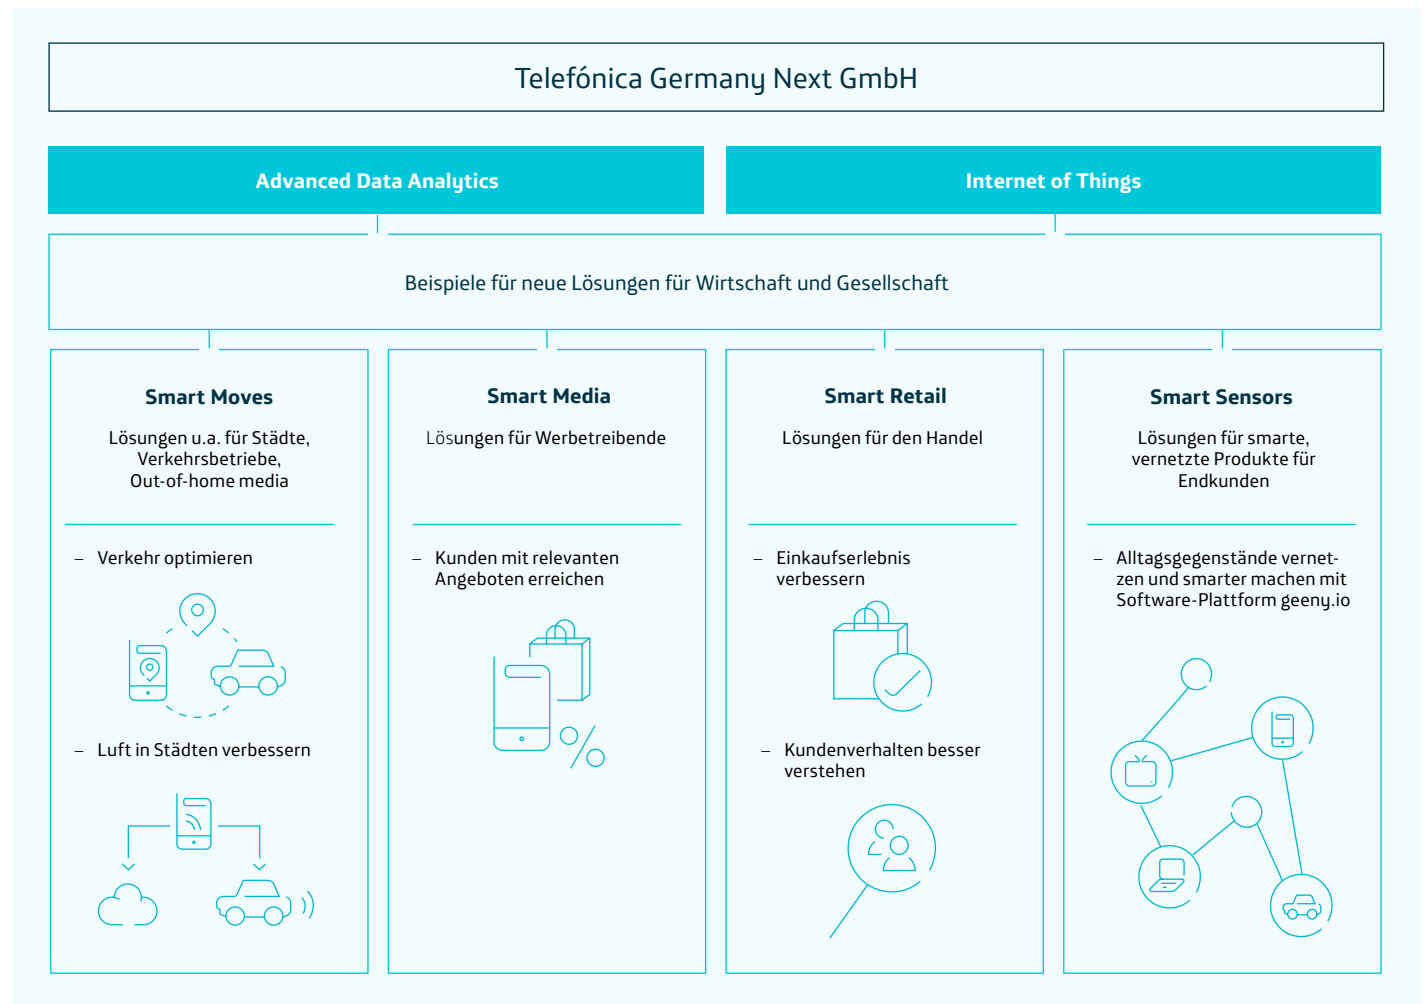 Telefónica Germany Next GmbH
Advanced Data Analytics
Internet of Things
Beispiele für neue Lösungen für Wirtschaft und Gesellschaft
Smart Moves
Lösungen u.a. für Städte,
Verkehrsbetriebe,
Out-of-home media
– Verkehr optimieren
– Luft in Städten verbessern
Smart Media
Lösungen für Werbetreibende
– Kunden mit relevanten
Angeboten erreichen
Smart Retail
Lösungen für den Handel
– Einkaufserlebnis
verbessern
– Kundenverhalten besser
verstehen
Smart Sensors
Lösungen für smarte,
vernetzte Produkte für
Endkunden
– Alltagsgegenstände vernet-
zen und smarter machen mit
Software-Plattform geeny.io